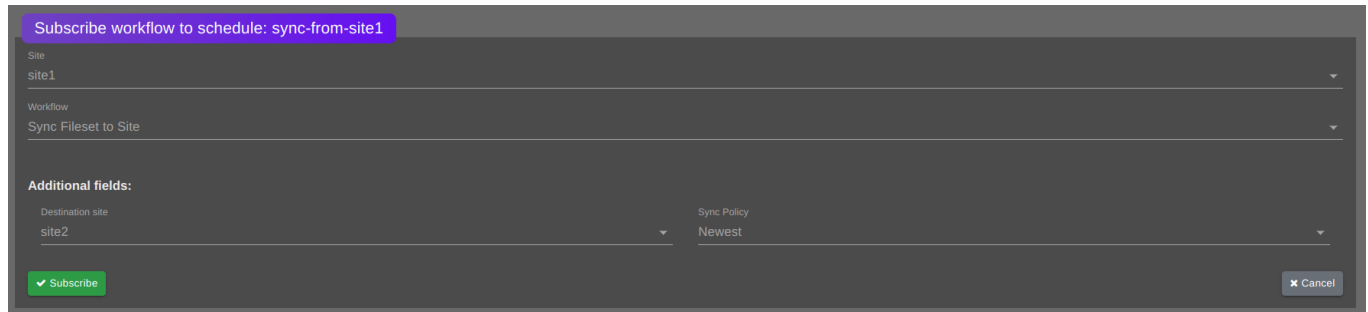 Subscribe workflow to schedule: sync-from-site1
Site
site1
Workflow
Sync Fileset to Site
Additional fields:
Destination site
site2
Sync Policy
Newest
Subscribe
Cancel